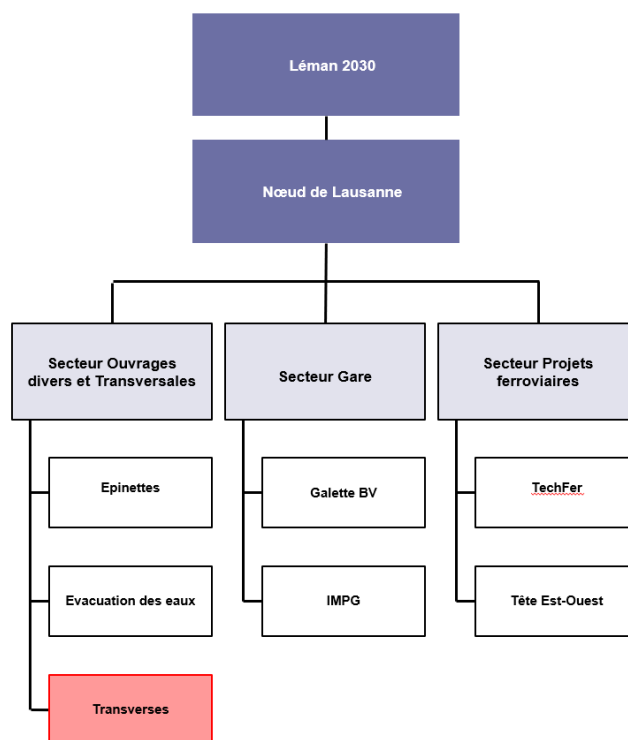 Léman 2030
Nœud de Lausanne
Secteur Ouvrages
divers et Transversales
Secteur Gare
Secteur Projets
ferroviaires
Epinettes
Galette BV
TechFer
Evacuation des eaux
IMPG
Tête Est-Ouest
Transverses